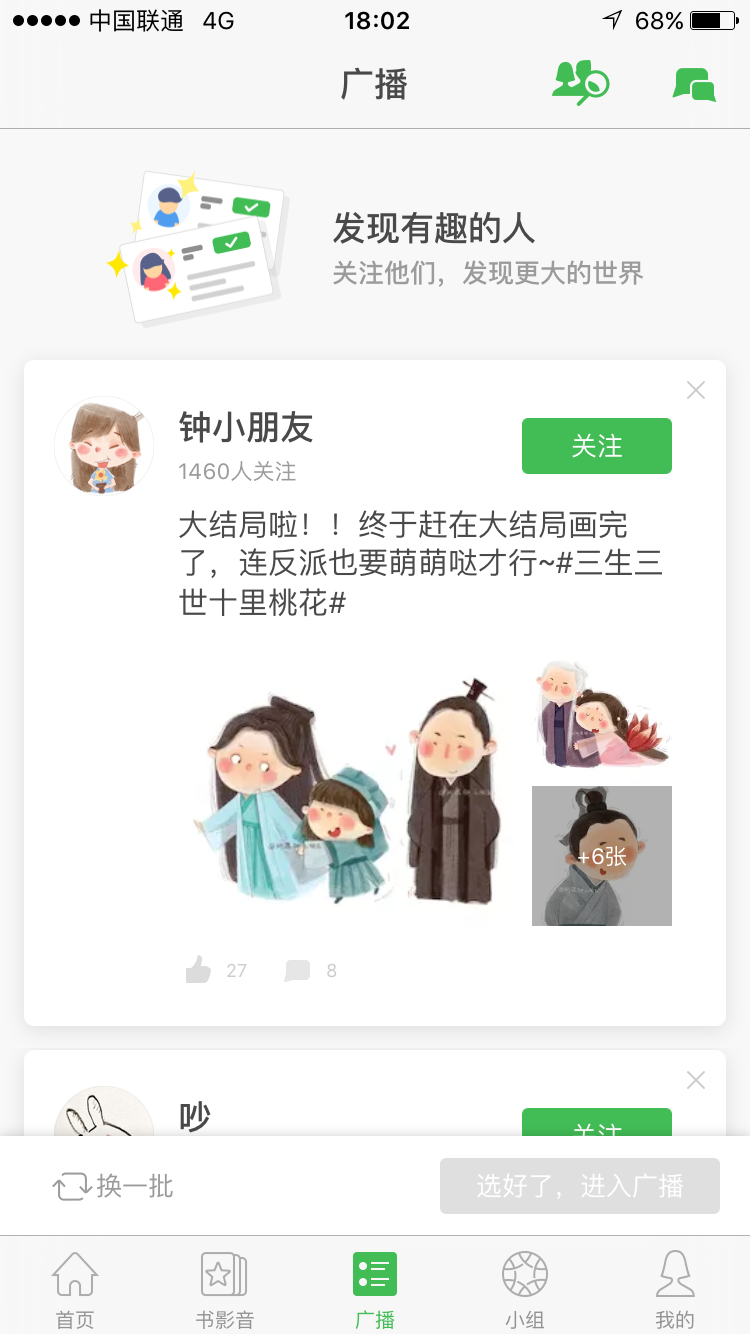 中国联通 4G 18:02 68%
广播
发现有趣的人
关注他们，发现更大的世界
钟小朋友
1460人关注
关注
大结局啦！！终于赶在大结局画完
了，连反派也要萌萌哒才行~#三生三
世十里桃花#
+6张
27 8
吵
关注
换一批
选好了，进入广播
首页 书影音 广播 小组 我的